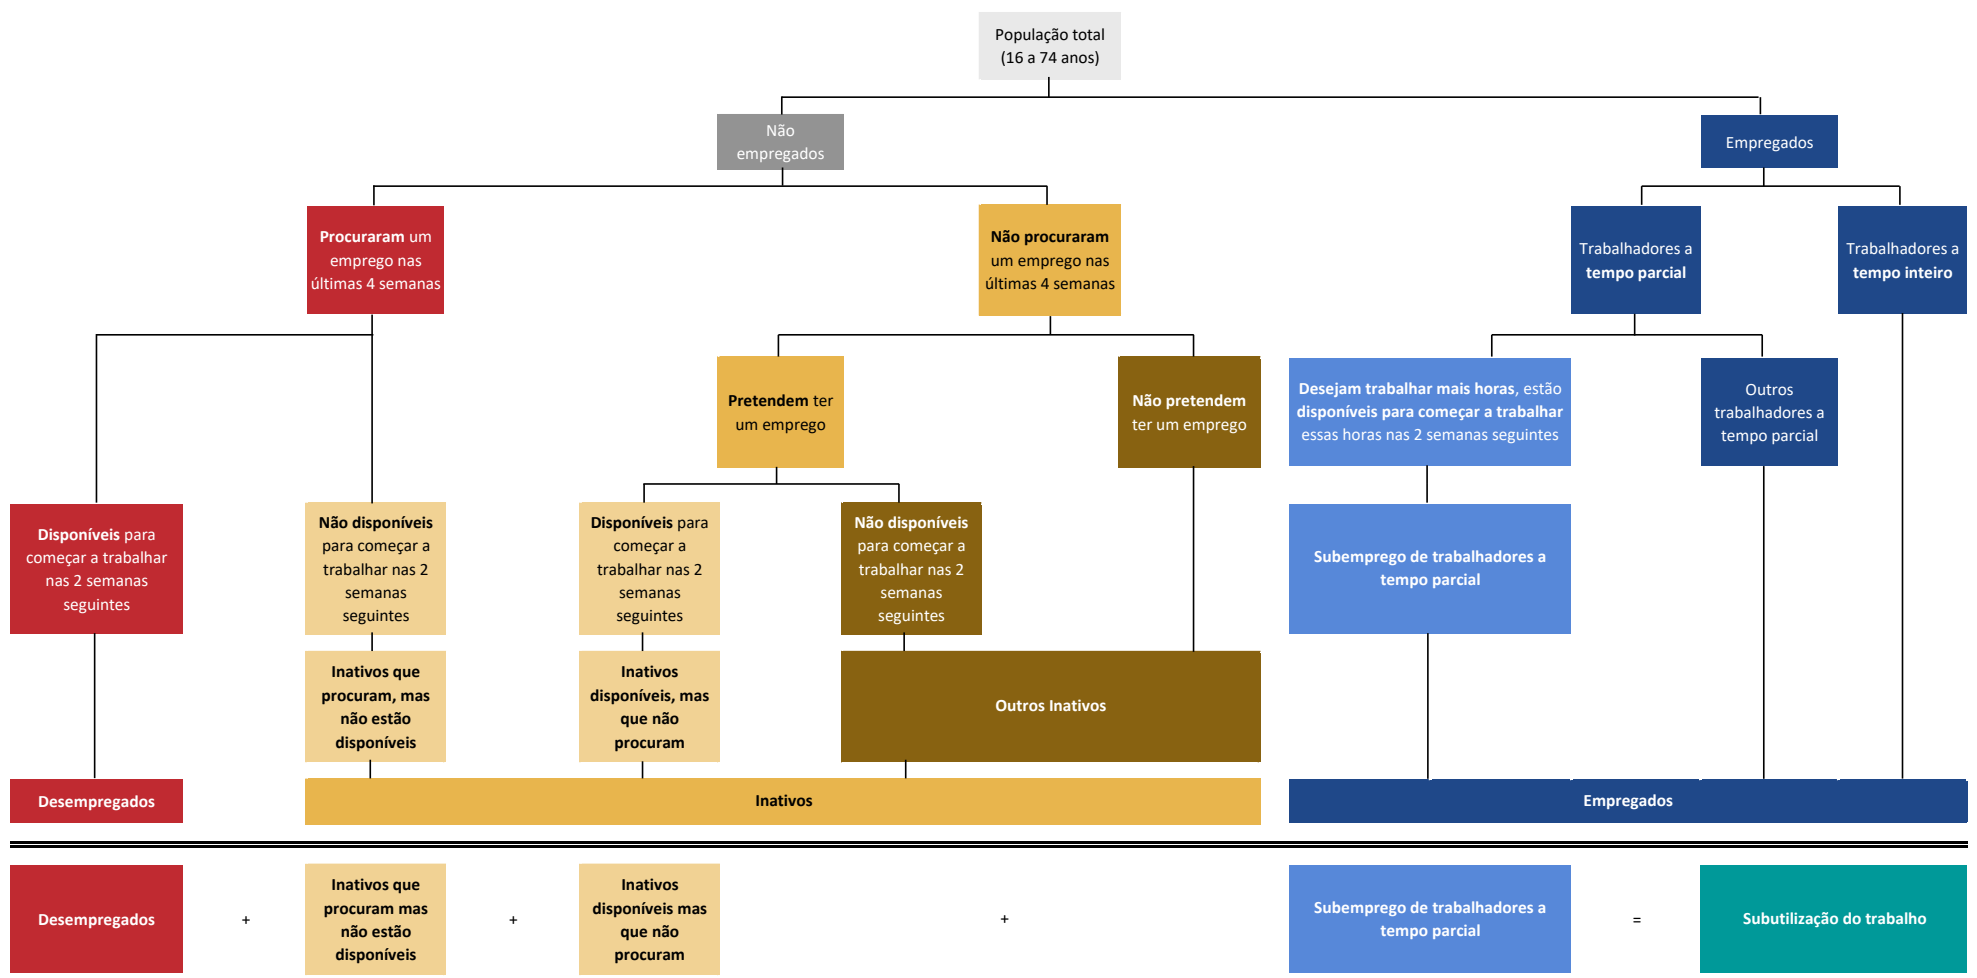 População total
(16 a 74 anos)
Não
empregados
Empregados
Procuraram um
emprego nas
últimas 4 semanas
Não procuraram
um emprego nas
últimas 4 semanas
Trabalhadores a
tempo parcial
Trabalhadores a
tempo inteiro
Pretendem ter
um emprego
Não pretendem
ter um emprego
Desejam trabalhar mais horas, estão
disponíveis para começar a trabalhar
essas horas nas 2 semanas seguintes
Outros
trabalhadores a
tempo parcial
Disponíveis para
começar a trabalhar
nas 2 semanas
seguintes
Não disponíveis
para começar a
trabalhar nas 2
semanas
seguintes
Disponíveis para
começar a
trabalhar nas 2
semanas
seguintes
Não disponíveis
para começar a
trabalhar nas 2
semanas
seguintes
Subemprego de trabalhadores a
tempo parcial
Inativos que
procuram, mas
não estão
disponíveis
Inativos
disponíveis, mas
que não
procuram
Outros Inativos
Desempregados
Inativos
Empregados
Desempregados
+
Inativos que
procuram mas
não estão
disponíveis
+
Inativos
disponíveis mas
que não
procuram
+
Subemprego de trabalhadores a
tempo parcial
=
Subutilização do trabalho